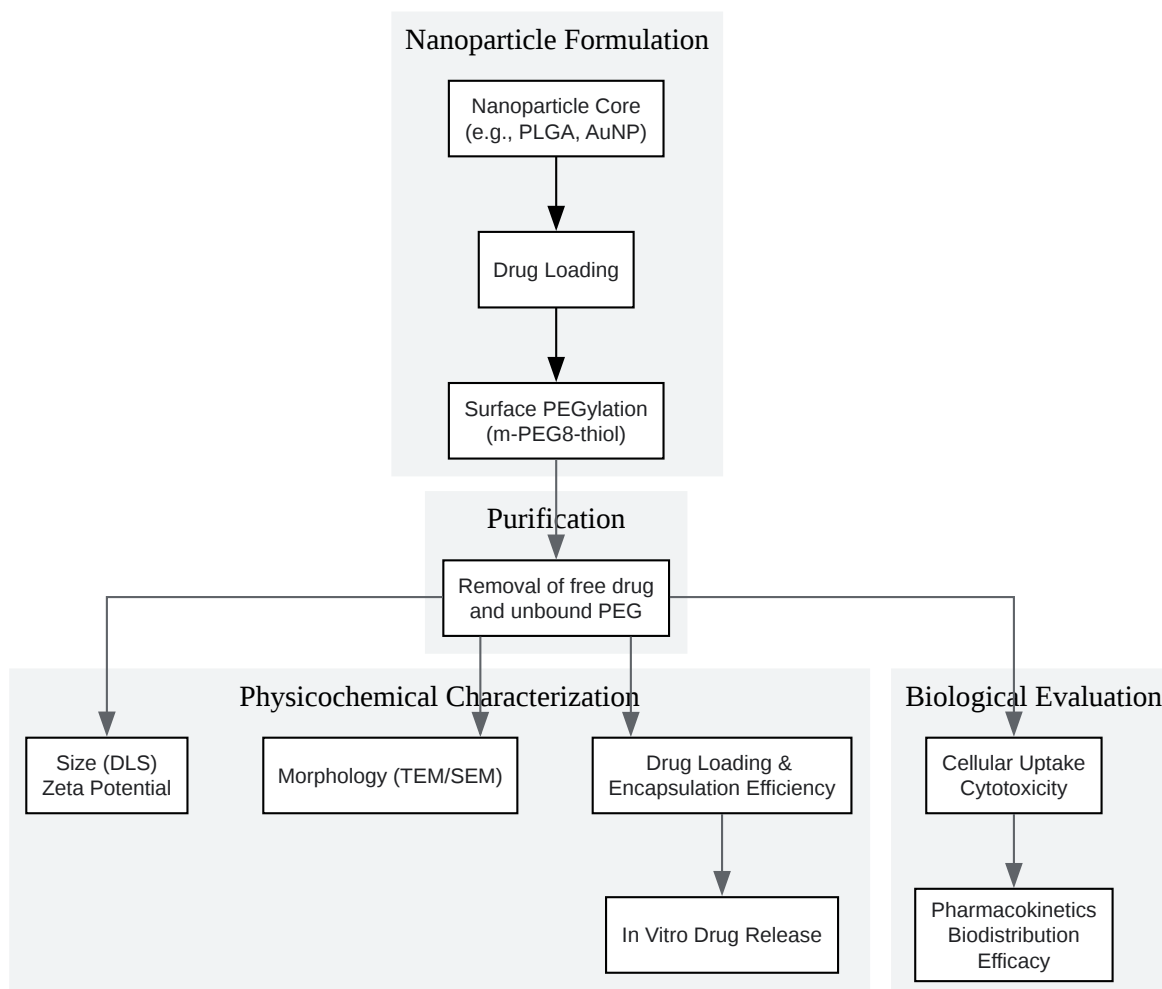 Nanoparticle Formulation
Nanoparticle Core
(e.g., PLGA, AuNP)
Drug Loading
Surface PEGylation
(m-PEG8-thiol)
Purification
Removal of free drug
and unbound PEG
Physicochemical Characterization
Biological Evaluation
Size (DLS)
Zeta Potential
Morphology (TEM/SEM)
Drug Loading &
Encapsulation Efficiency
Cellular Uptake
Cytotoxicity
In Vitro Drug Release
Pharmacokinetics
Biodistribution
Efficacy